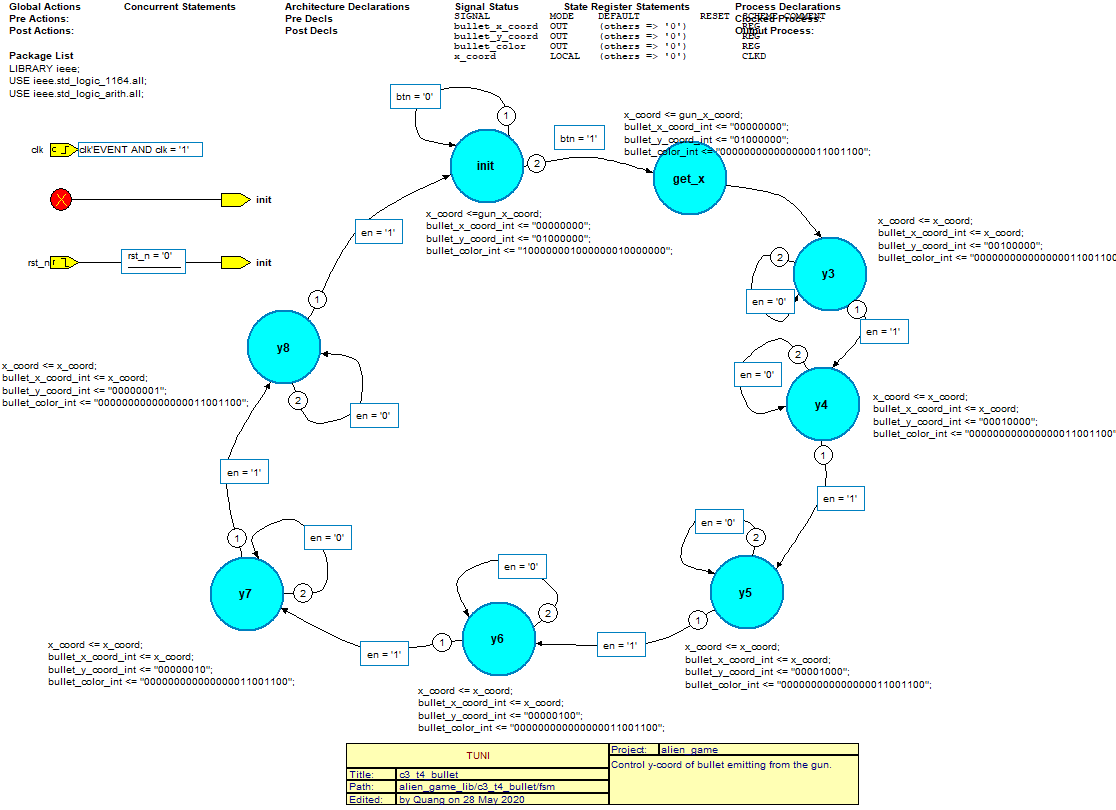 Global Actions
Pre Actions:
Post Actions:
Concurrent Statements
Architecture Declarations
Pre Decls
Post Decls
Signal Status
State Register Statements
Process Declarations
Clocked Process:
Output Process:
SIGNAL MODE DEFAULT RESET SCHEME COMMENT
bullet_x_coord OUT (others => '0') REG
bullet_y_coord OUT (others => '0') REG
bullet_color OUT (others => '0') REG
x_coord LOCAL (others => '0') CLKD
Package List
LIBRARY ieee;
USE ieee.std_logic_1164.all;
USE ieee.std_logic_arith.all;
clk
clk'EVENT AND clk = '1'
init
rst_n
rst_n = '0'
init
btn = '0'
1
init
2
btn = '1'
x_coord <=gun_x_coord;
bullet_x_coord_int <= "00000000";
bullet_y_coord_int <= "01000000";
bullet_color_int <= "100000001000000010000000";
x_coord <= gun_x_coord;
bullet_x_coord_int <= "00000000";
bullet_y_coord_int <= "01000000";
bullet_color_int <= "000000000000000011001100";
get_x
x_coord <= x_coord;
bullet_x_coord_int <= x_coord;
bullet_y_coord_int <= "00100000";
bullet_color_int <= "000000000000000011001100
2
y3
en = '0'
1
en = '1'
2
en = '0'
y4
x_coord <= x_coord;
bullet_x_coord_int <= x_coord;
bullet_y_coord_int <= "00010000";
bullet_color_int <= "000000000000000011001100"
1
en = '1'
en = '0'
2
y5
1
x_coord <= x_coord;
bullet_x_coord_int <= x_coord;
bullet_y_coord_int <= "00001000";
bullet_color_int <= "000000000000000011001100";
en = '1'
en = '0'
2
y6
1
x_coord <= x_coord;
bullet_x_coord_int <= x_coord;
bullet_y_coord_int <= "00000100";
bullet_color_int <= "000000000000000011001100";
en = '1'
en = '0'
2
y7
1
x_coord <= x_coord;
bullet_x_coord_int <= x_coord;
bullet_y_coord_int <= "00000010";
bullet_color_int <= "000000000000000011001100";
en = '1'
y8
2
en = '0'
1
en = '1'
x_coord <= x_coord;
bullet_x_coord_int <= x_coord;
bullet_y_coord_int <= "00000001";
bullet_color_int <= "000000000000000011001100";
TUNI
Title: c3_t4_bullet
Path: alien_game_lib/c3_t4_bullet/fsm
Edited: by Quang on 28 May 2020
Project: alien_game
Control y-coord of bullet emitting from the gun.